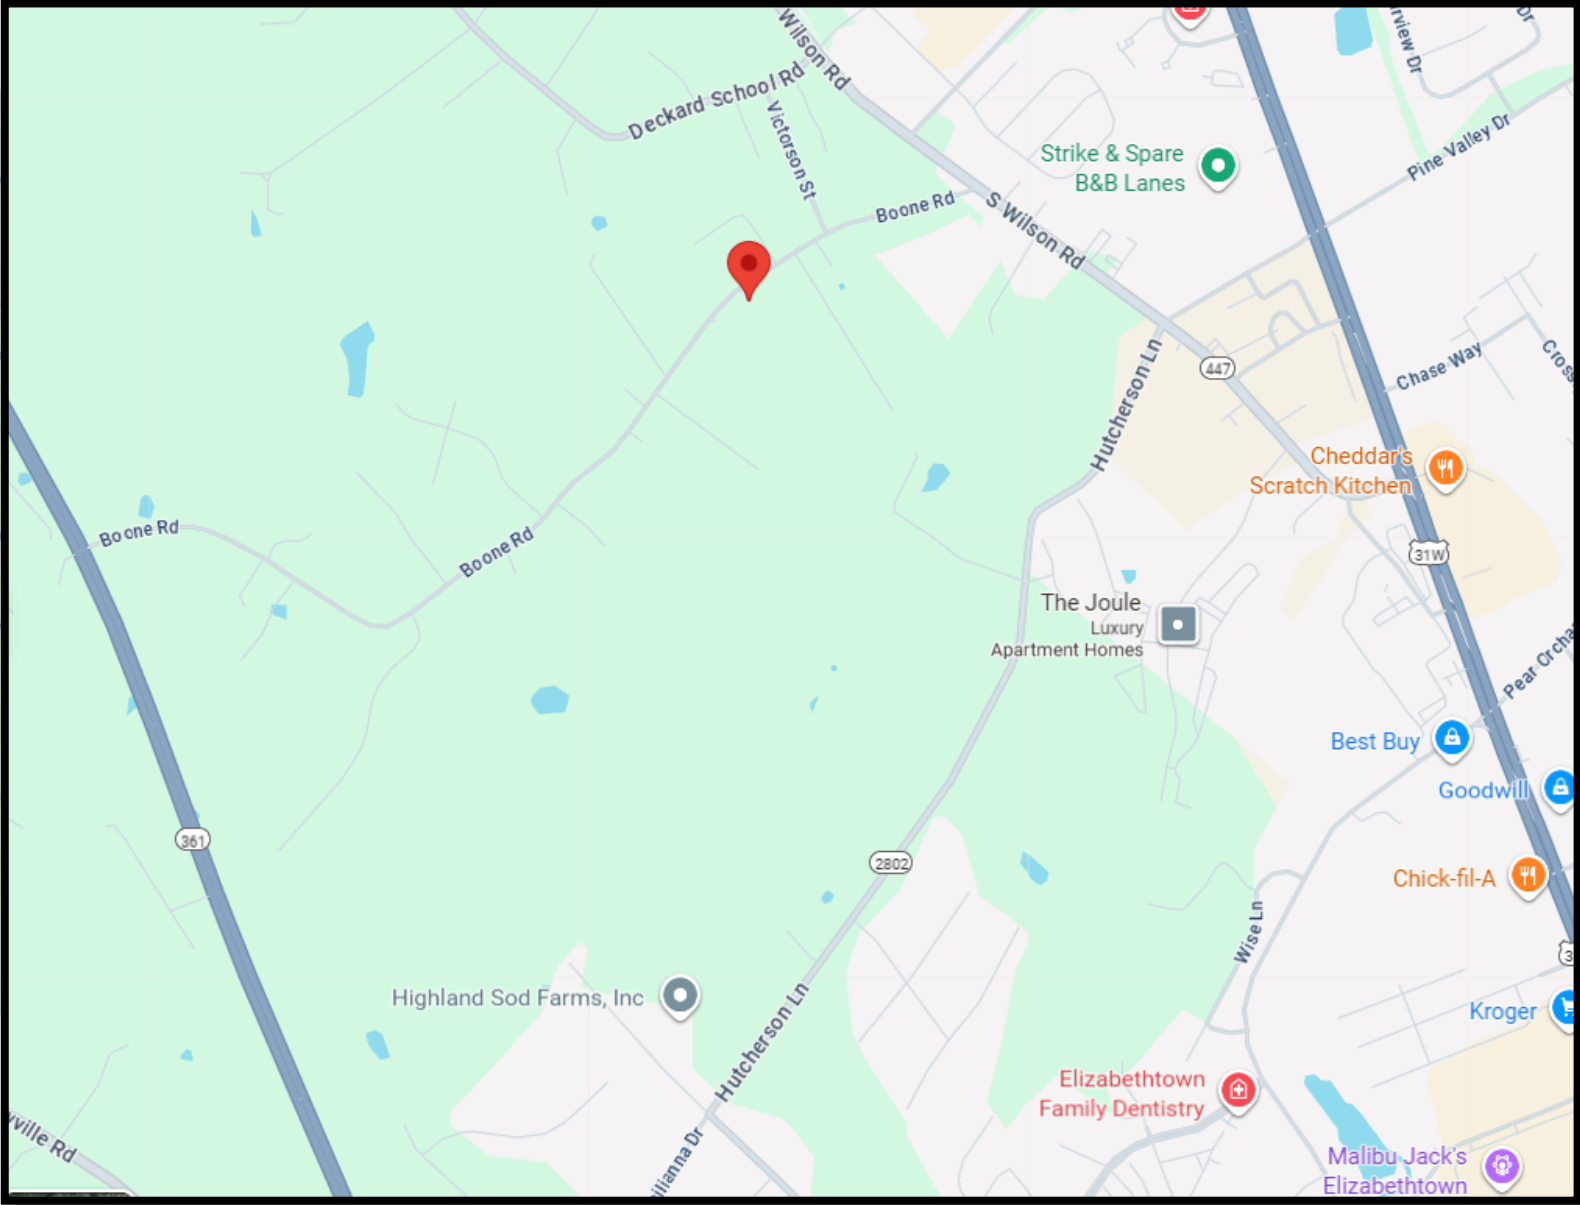 Wilson Rd
Deckard School Rd
Victorson St
Dr
Pine Valley Dr
Strike & Spare
B&B Lanes
Boone Rd
S Wilson Rd
Hutcherson Ln
447
Chase Way
Cheddar's
Scratch Kitchen
31W
Boone Rd
Boone Rd
The Joule
Luxury
Apartment Homes
Best Buy
Goodwill
361
2802
Chick-fil-A
Wise Ln
Highland Sod Farms, Inc
Kroger
Hutcherson Ln
Elizabethtown
Family Dentistry
Malibu Jack's
Elizabethtown